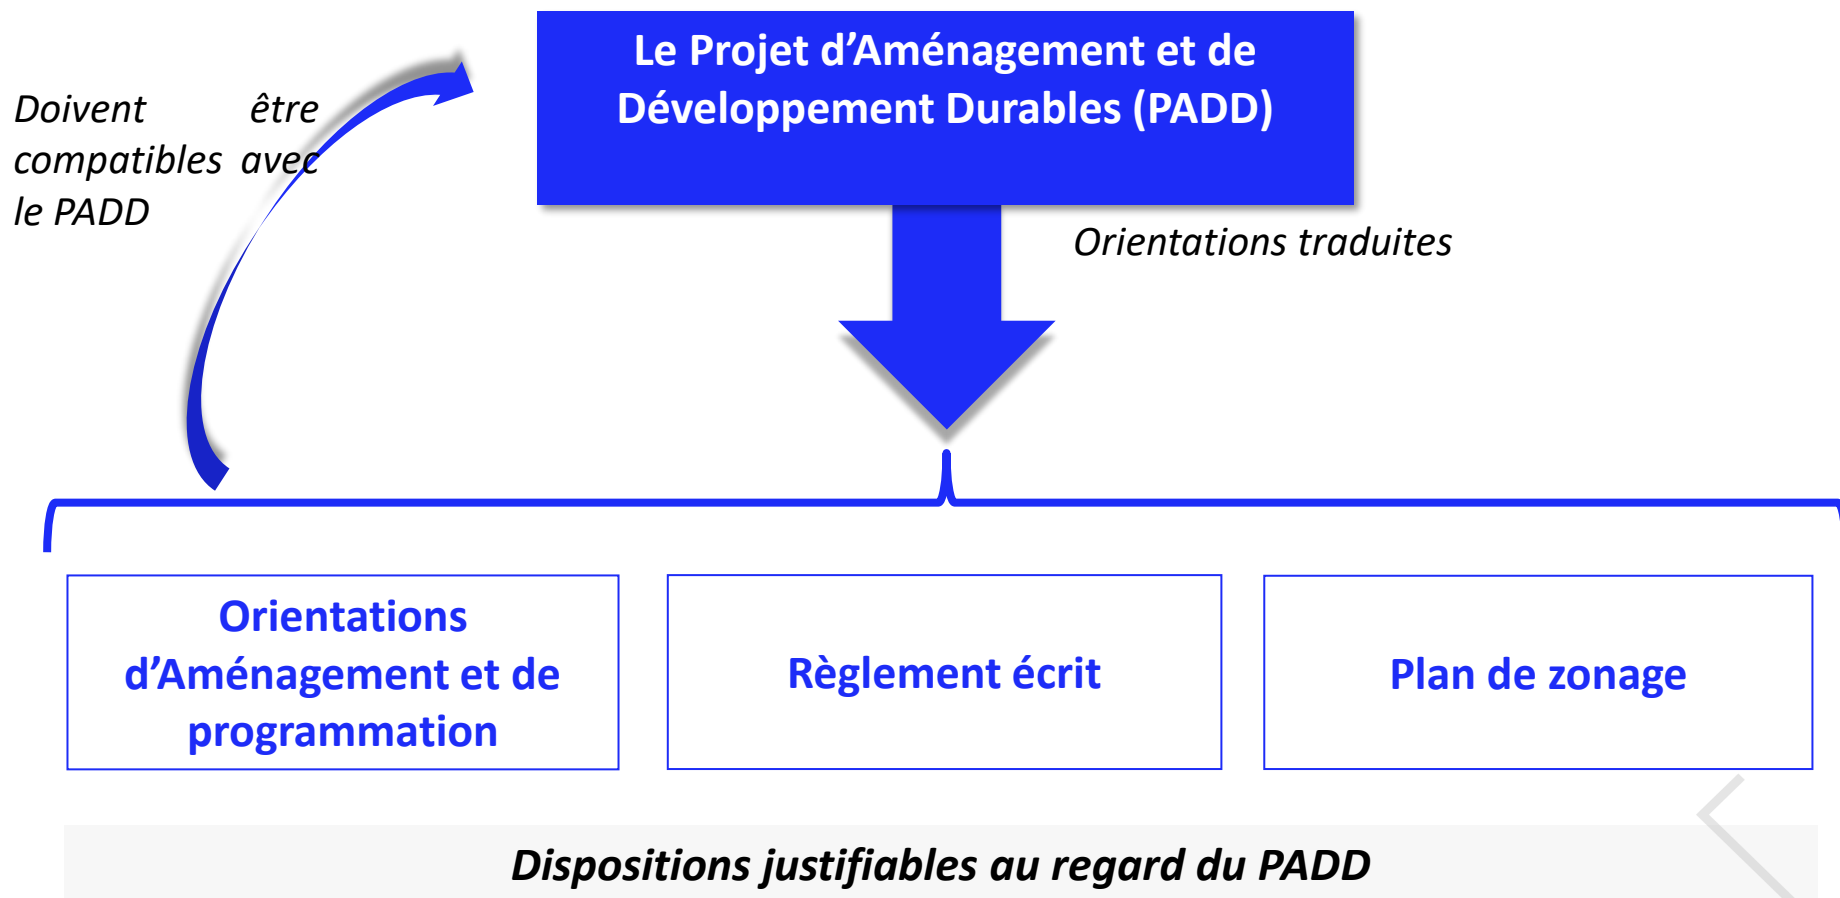 Le Projet d’Aménagement et de
Développement Durables (PADD)
Doivent être
compatibles avec
le PADD
Orientations traduites
Orientations
d’Aménagement et de
programmation
Règlement écrit
Plan de zonage
Dispositions justifiables au regard du PADD